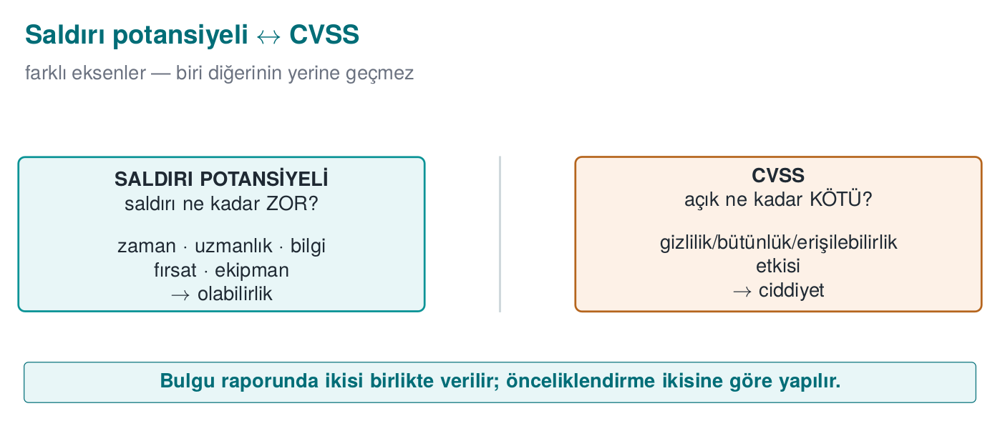 Saldırı potansiyeli ↔ CVSS
farklı eksenler — biri diğerinin yerine geçmez
SALDIRI POTANSİYELİ
saldırı ne kadar ZOR?
zaman · uzmanlık · bilgi
fırsat · ekipman
→ olabilirlik
CVSS
açık ne kadar KÖTÜ?
gizlilik/bütünlük/erişilebilirlik
etkisi
→ ciddiyet
Bulgu raporunda ikisi birlikte verilir; önceliklendirme ikisine göre yapılır.